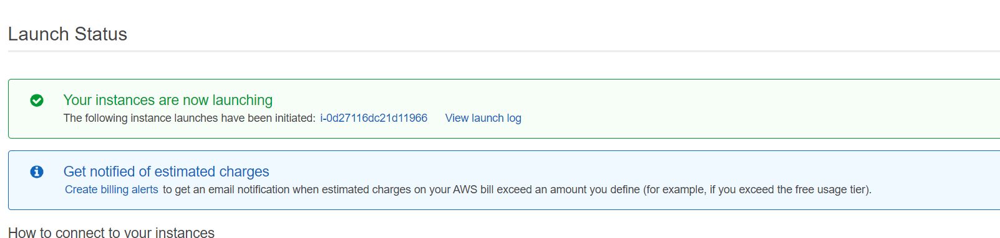 Launch Status
Your instances are now launching
The following instance launches have been initiated: i-0d27116dc21d11966 View launch log
Get notified of estimated charges
Create billing alerts to get an email notification when estimated charges on your AWS bill exceed an amount you define (for example, if you exceed the free usage tier).
How to connect to your instances